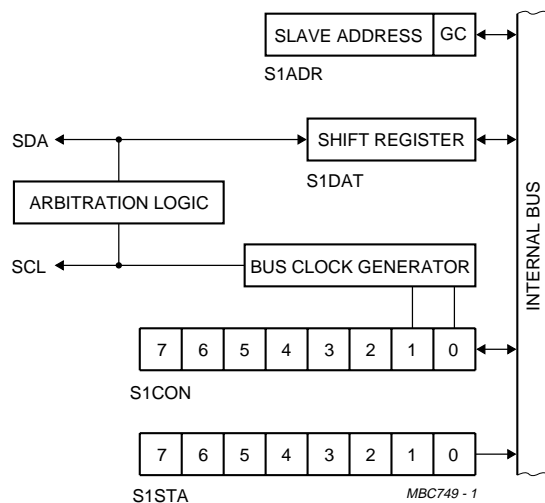 SLAVE ADDRESS GC
S1ADR
SDA
SHIFT REGISTER
S1DAT
ARBITRATION LOGIC
SCL
BUS CLOCK GENERATOR
7 6 5 4 3 2 1 0
S1CON
7 6 5 4 3 2 1 0
S1STA
MBC749 - 1
INTERNAL BUS